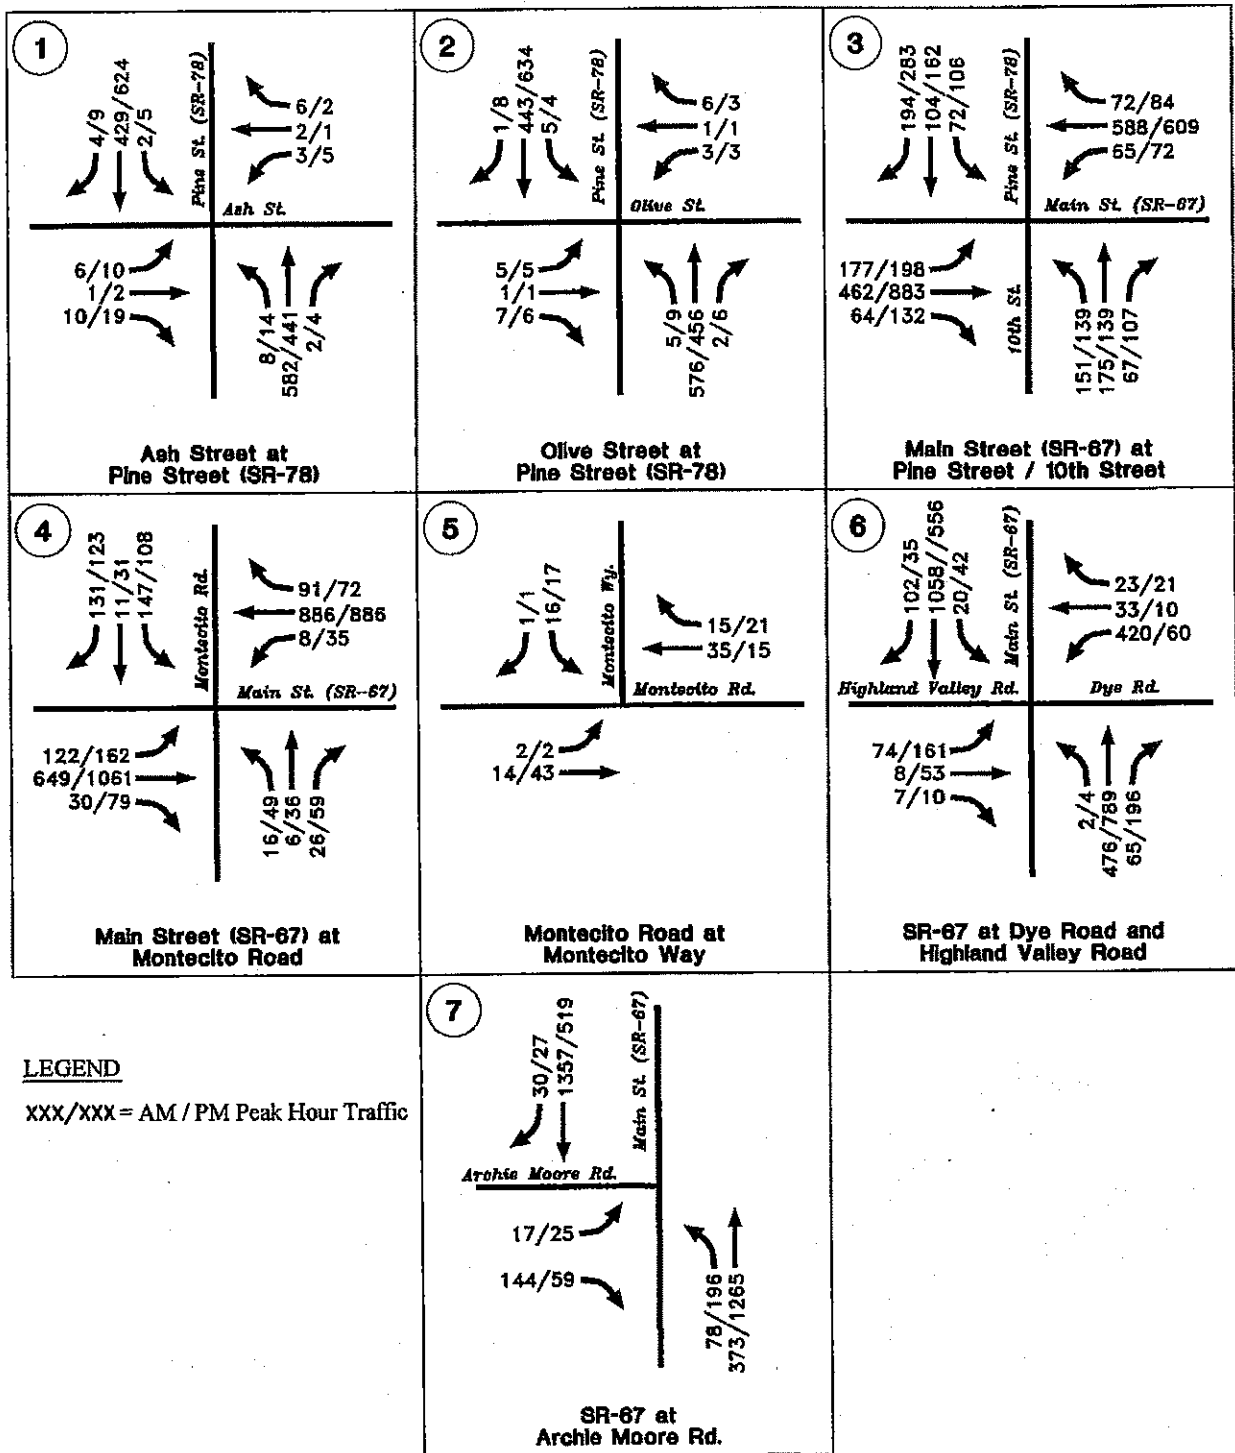 1
4/9
429/624
2/5
Pine St. (SR-78)
6/2
2/1
3/5
Ash St.
6/10
1/2
10/19
8/14
582/441
2/4
Ash Street at
Pine Street (SR-78)
2
1/8
443/634
5/4
Pine St. (SR-78)
6/3
1/1
3/3
Olive St.
5/5
1/1
7/6
5/9
576/456
2/6
Olive Street at
Pine Street (SR-78)
3
194/283
104/162
72/106
Pine St. (SR-78)
72/84
588/609
65/72
Main St. (SR-67)
177/198
462/883
64/132
10th St.
151/139
175/139
67/107
Main Street (SR-67) at
Pine Street / 10th Street
4
131/123
11/31
147/108
Montecito Rd.
91/72
886/886
8/35
Main St. (SR-67)
122/162
649/1061
30/79
16/49
6/36
26/59
Main Street (SR-67) at
Montecito Road
5
1/1
16/17
Montecito Wy.
15/21
35/15
Montecito Rd.
2/2
14/43
Montecito Road at
Montecito Way
6
102/35
1058//556
20/42
Main St. (SR-67)
23/21
33/10
420/60
Highland Valley Rd.
Dye Rd.
74/161
8/53
7/10
2/4
476/789
65/196
SR-67 at Dye Road and
Highland Valley Road
7
30/27
1357/519
Main St. (SR-67)
Archie Moore Rd.
17/25
144/59
78/196
373/1265
SR-67 at
Archie Moore Rd.
LEGEND
XXX/XXX = AM / PM Peak Hour Traffic